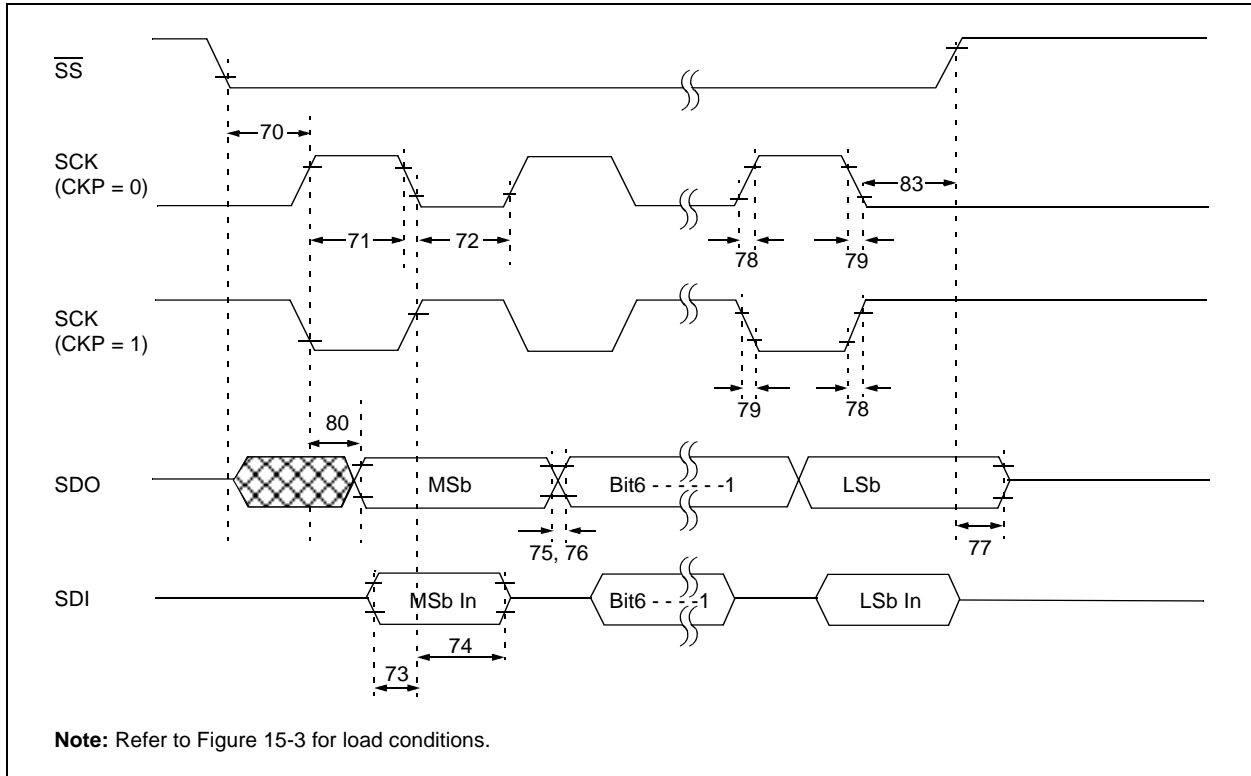 SS
70
SCK
(CKP = 0)
83
71
72
78
79
SCK
(CKP = 1)
79
78
80
SDO
MSb
Bit6 - - - - - -1
LSb
75, 76
77
SDI
MSb In
Bit6 - - - -1
LSb In
74
73
Note: Refer to Figure 15-3 for load conditions.